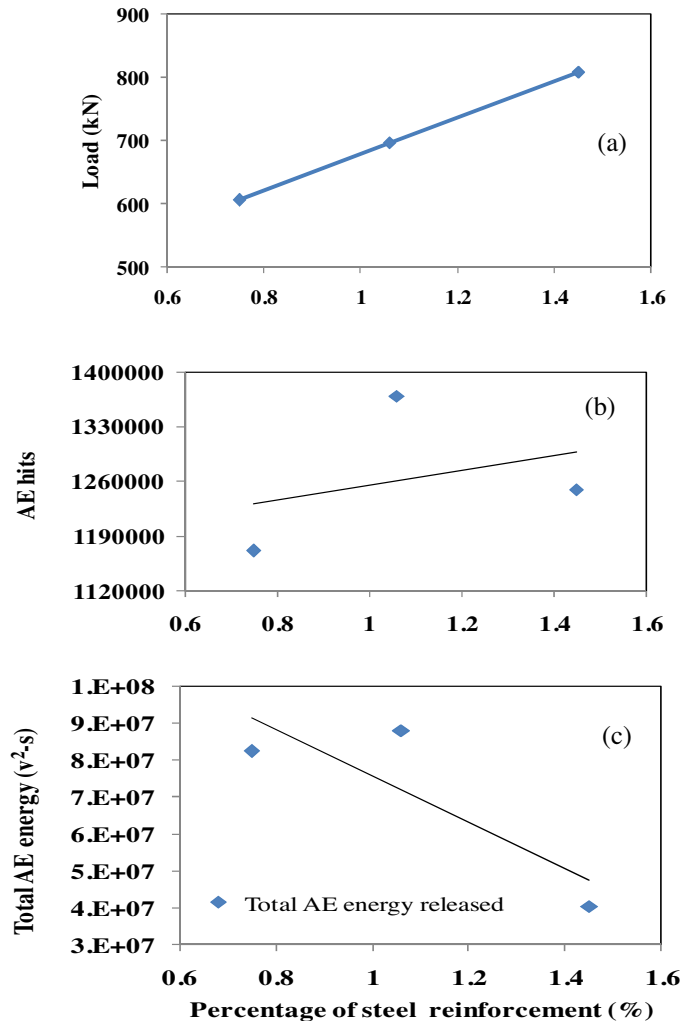 900
800
700
600
500
Load (kN)
(a)
0.6 0.8 1 1.2 1.4 1.6
1400000
1330000
1260000
1190000
1120000
AE hits
(b)
0.6 0.8 1 1.2 1.4 1.6
1.E+08
9.E+07
8.E+07
7.E+07
6.E+07
5.E+07
4.E+07
3.E+07
Total AE energy (v²-s)
(c)
Total AE energy released
0.6 0.8 1 1.2 1.4 1.6
Percentage of steel reinforcement (%)